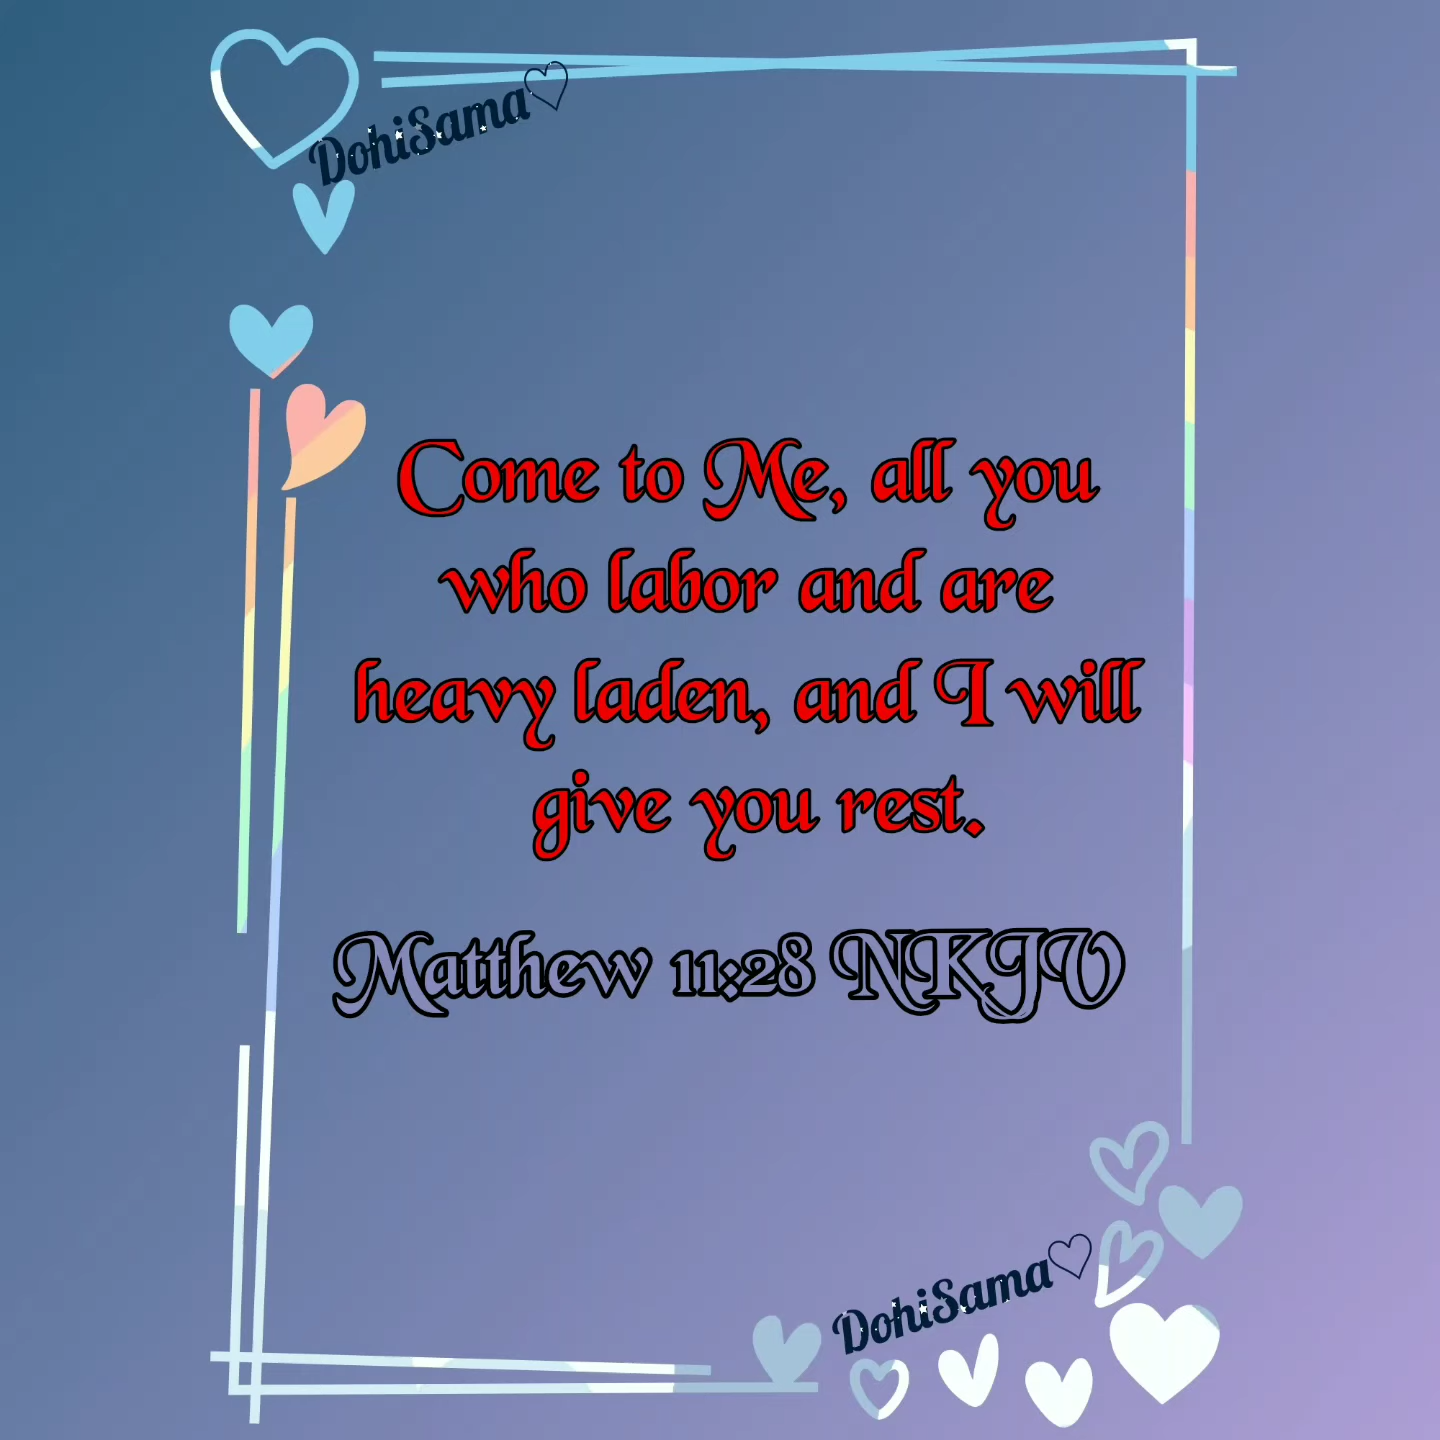 DohiSama♡
Come to Me, all you
who labor and are
heavy laden, and I will
give you rest.
Matthew 11:28 NKJV
DohiSama♡